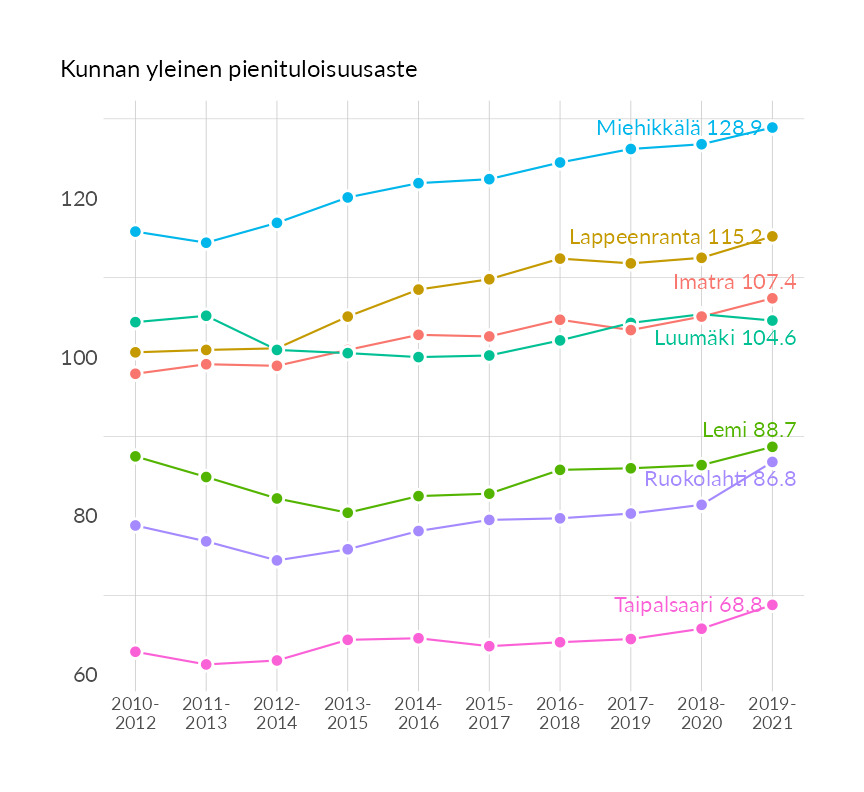 Kunnan yleinen pienituloisuusaste
Miehikkälä 128.9
120
Lappeenranta 115.2
Imatra 107.4
Luumäki 104.6
100
Lemi 88.7
Ruokolahti 86.8
80
Taipalsaari 68.8
60
2010- 2011- 2012- 2013- 2014- 2015- 2016- 2017- 2018- 2019-
2012 2013 2014 2015 2016 2017 2018 2019 2020 2021